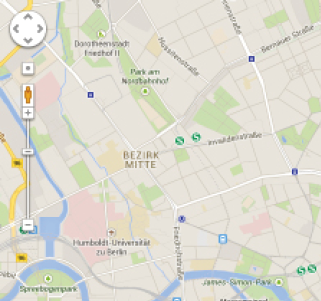 Dorotheenstadt
Friedhof II
Hussitenstraße
Bernauer Straße
Park am
Nordbahnhof
Invalidenstraße
BEZIRK
MITTE
Humboldt-Universität
zu Berlin
Friedrichstraße
Spreebogenpark
James-Simon-Park